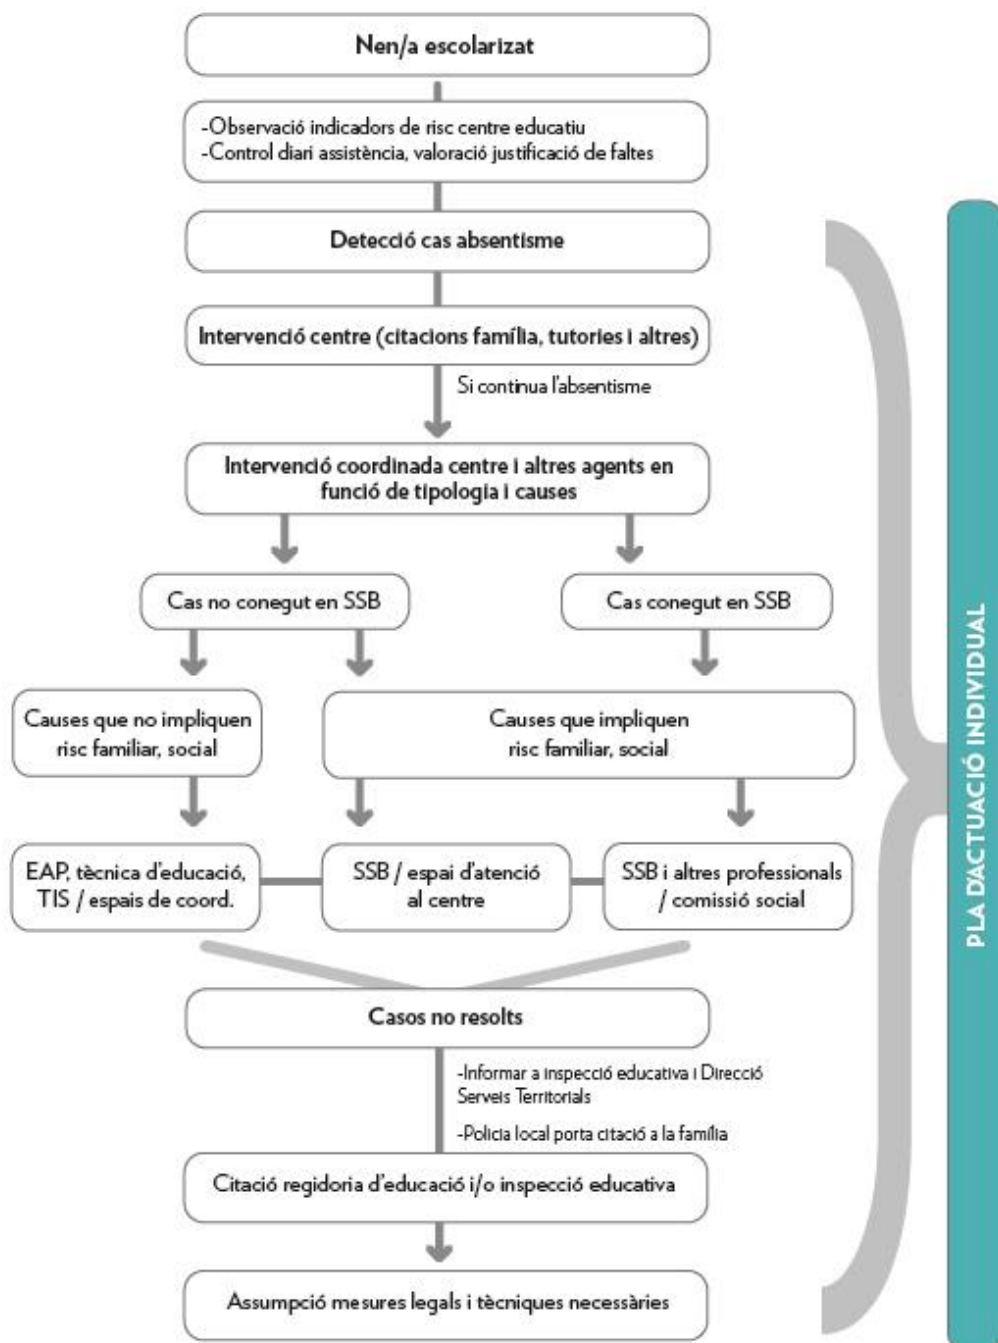 Nen/a escolarizat
-Observació indicadors de risc centre educatiu
-Control diari assistència, valoració justificació de faltes
Detecció cas absentisme
Intervenció centre (citacions família, tutories i altres)
Si continua l'absentisme
Intervenció coordinada centre i altres agents en
funció de tipologia i causes
Cas no conegut en SSB
Cas conegut en SSB
Causes que no impliquen
risc familiar, social
Causes que impliquen
risc familiar, social
EAP, tècnica d'educació,
TIS / espais de coord.
SSB / espai d'atenció
al centre
SSB i altres professionals
/ comissió social
Casos no resolts
-Informar a inspecció educativa i Direcció
Serveis Territorials
-Policia local porta citació a la família
Citació regidoria d'educació i/o inspecció educativa
Assumpció mesures legals i tècniques necessàries
PLA D'ACTUACIÓ INDIVIDUAL